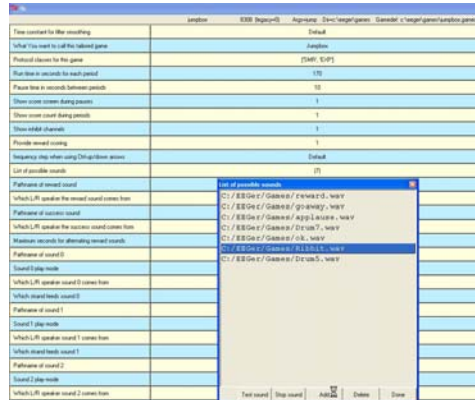 jumpbox
Time constant for filter smoothing
Default
What You want to call this tailored game
Jumpbox
Protocol classes for this game
Run time in seconds for each period
170
Pause time in seconds between periods
10
Show score screen during pauses
1
Show score count during periods
1
Show inhibit channels
1
Provide reward scoring
1
frequency step when using Ctrl-up/down arrows
Default
List of possible sounds
(7)
Pathname of reward sound
Which L/R speaker the reward sound comes from
Pathname of success sound
Which L/R speaker the success sound comes from
Maximum seconds for alternating reward sounds
Pathname of sound 0
Sound 0 play mode
Which L/R speaker sound 0 comes from
Which strand feeds sound 0
Pathname of sound 1
Sound 1 play mode
Which L/R speaker sound 1 comes from
Which strand feeds sound 1
Pathname of sound 2
Sound 2 play mode
Which L/R speaker sound 2 comes from
List of possible sounds
C:/EEGer/Games/reward.wav
C:/EEGer/Games/goaway.wav
C:/EEGer/Games/applause.wav
C:/EEGer/Games/Drum7.wav
C:/EEGer/Games/ok.wav
C:/EEGer/Games/Ribbit.wav
C:/EEGer/Games/Drum5.wav
Test sound Stop sound Add Delete Done